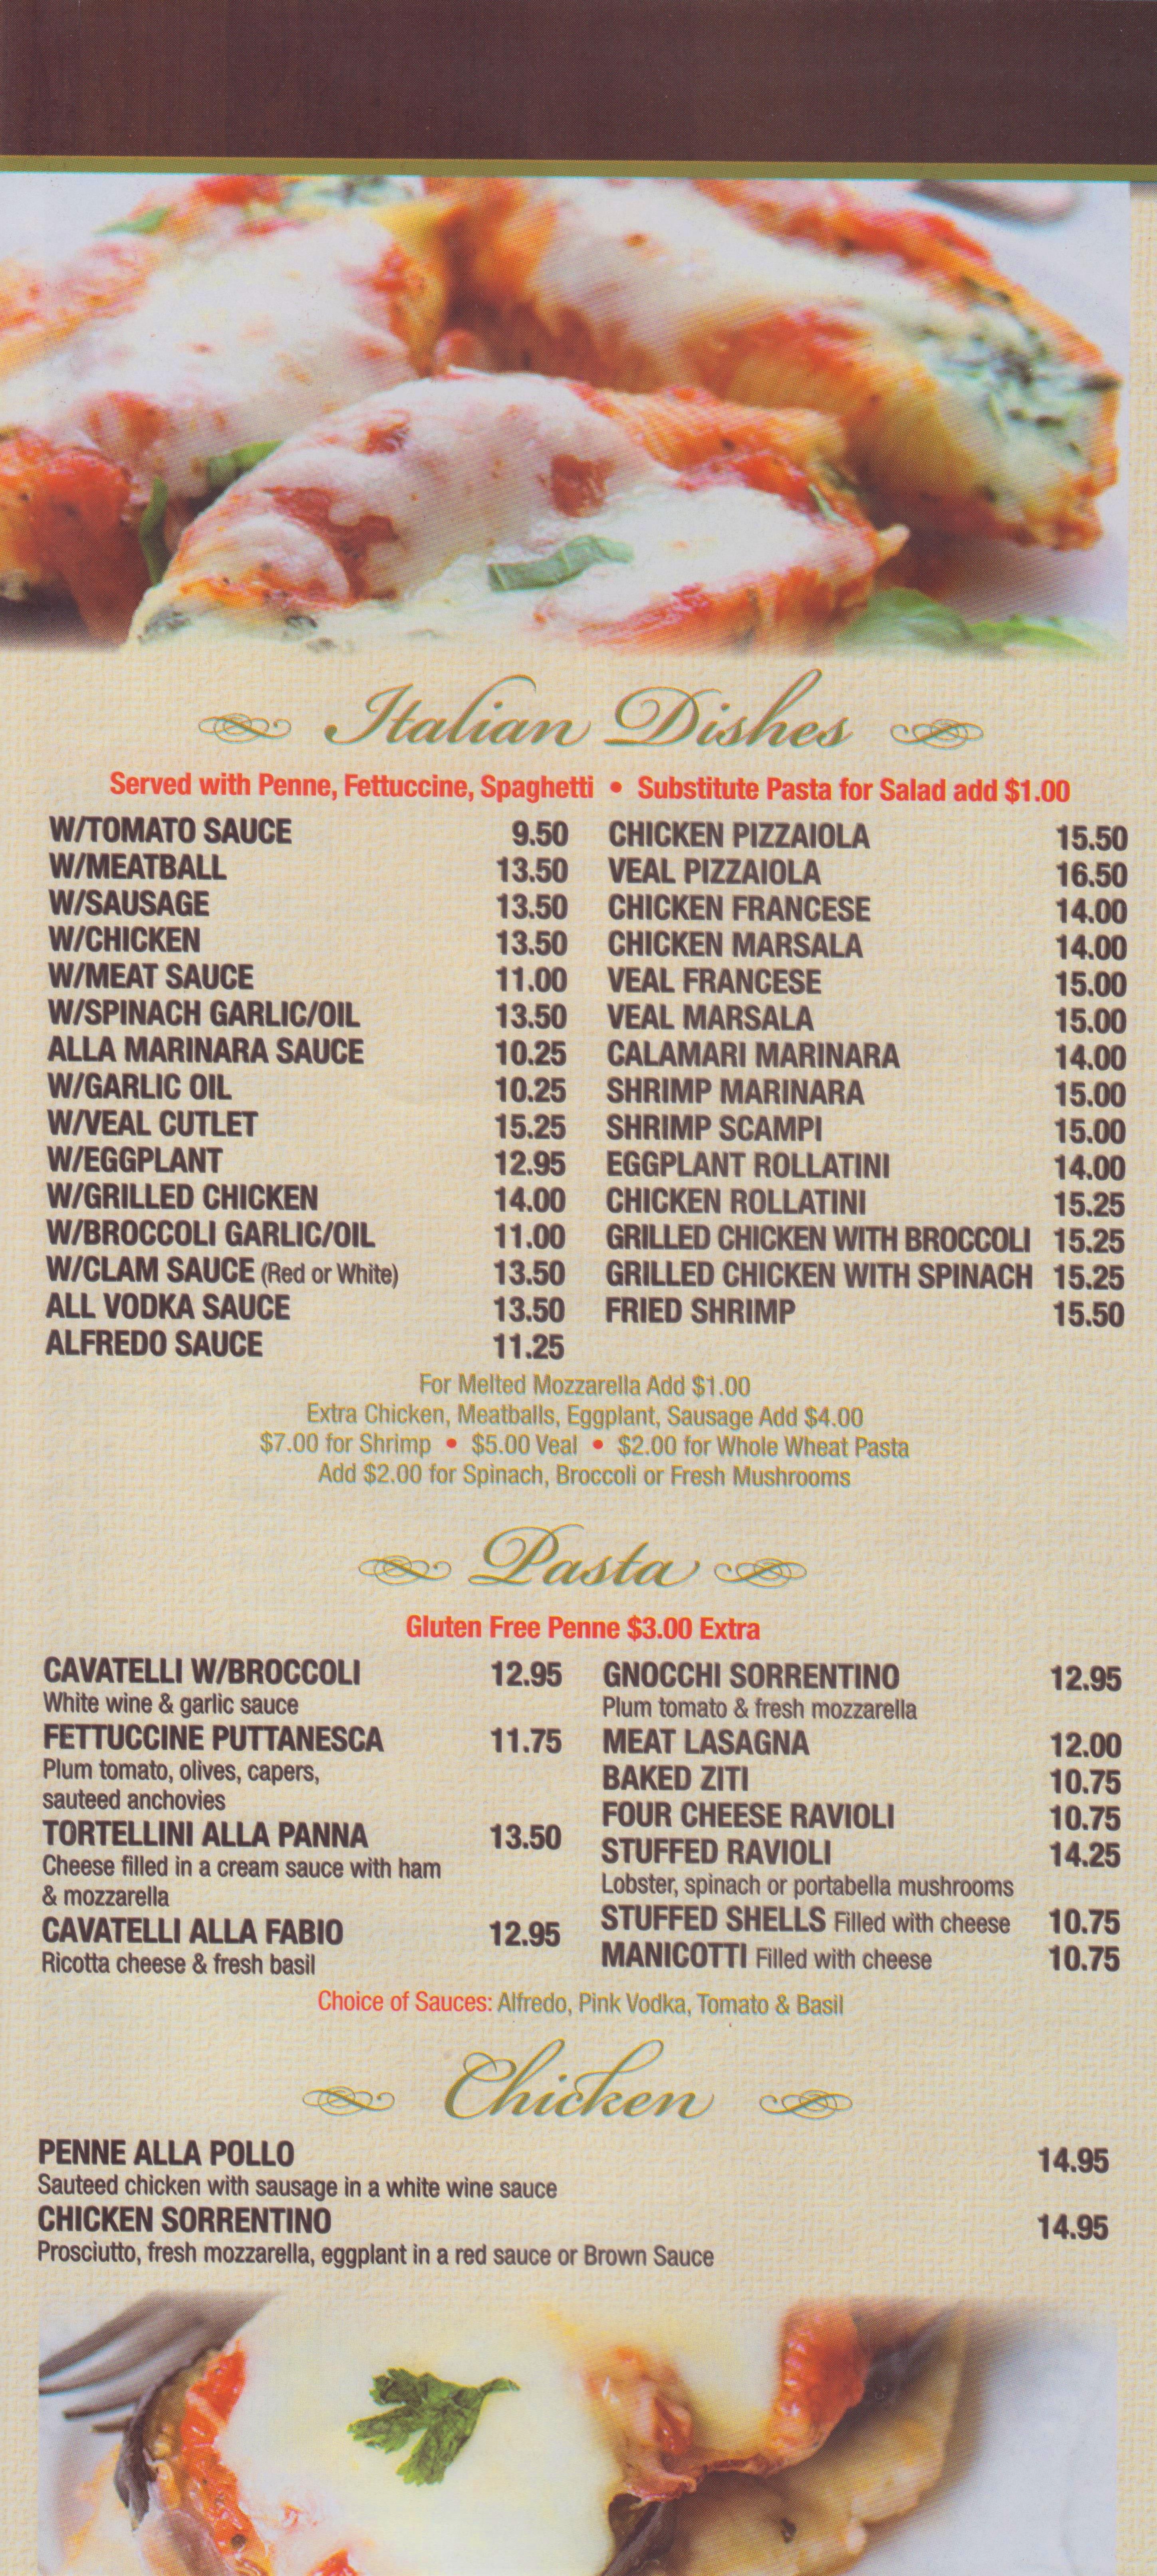 Italian Dishes
Served with Penne, Fettuccine, Spaghetti • Substitute Pasta for Salad add $1.00
W/TOMATO SAUCE 9.50
W/MEATBALL 13.50
W/SAUSAGE 13.50
W/CHICKEN 13.50
W/MEAT SAUCE 11.00
W/SPINACH GARLIC/OIL 13.50
ALLA MARINARA SAUCE 10.25
W/GARLIC OIL 10.25
W/VEAL CUTLET 15.25
W/EGGPLANT 12.95
W/GRILLED CHICKEN 14.00
W/BROCCOLI GARLIC/OIL 11.00
W/CLAM SAUCE (Red or White) 13.50
ALL VODKA SAUCE 13.50
ALFREDO SAUCE 11.25
CHICKEN PIZZAIOLA 15.50
VEAL PIZZAIOLA 16.50
CHICKEN FRANCESE 14.00
CHICKEN MARSALA 14.00
VEAL FRANCESE 15.00
VEAL MARSALA 15.00
CALAMARI MARINARA 14.00
SHRIMP MARINARA 15.00
SHRIMP SCAMPI 15.00
EGGPLANT ROLLATINI 14.00
CHICKEN ROLLATINI 15.25
GRILLED CHICKEN WITH BROCCOLI 15.25
GRILLED CHICKEN WITH SPINACH 15.25
FRIED SHRIMP 15.50
For Melted Mozzarella Add $1.00
Extra Chicken, Meatballs, Eggplant, Sausage Add $4.00
$7.00 for Shrimp • $5.00 Veal • $2.00 for Whole Wheat Pasta
Add $2.00 for Spinach, Broccoli or Fresh Mushrooms
Pasta
Gluten Free Penne $3.00 Extra
CAVATELLI W/BROCCOLI 12.95
White wine & garlic sauce
FETTUCCINE PUTTANESCA 11.75
Plum tomato, olives, capers,
sauteed anchovies
TORTELLINI ALLA PANNA 13.50
Cheese filled in a cream sauce with ham
& mozzarella
CAVATELLI ALLA FABIO 12.95
Ricotta cheese & fresh basil
GNOCCHI SORRENTINO 12.95
Plum tomato & fresh mozzarella
MEAT LASAGNA 12.00
BAKED ZITI 10.75
FOUR CHEESE RAVIOLI 10.75
STUFFED RAVIOLI 14.25
Lobster, spinach or portabella mushrooms
STUFFED SHELLS Filled with cheese 10.75
MANICOTTI Filled with cheese 10.75
Choice of Sauces: Alfredo, Pink Vodka, Tomato & Basil
Chicken
PENNE ALLA POLLO 14.95
Sauteed chicken with sausage in a white wine sauce
CHICKEN SORRENTINO 14.95
Prosciutto, fresh mozzarella, eggplant in a red sauce or Brown Sauce